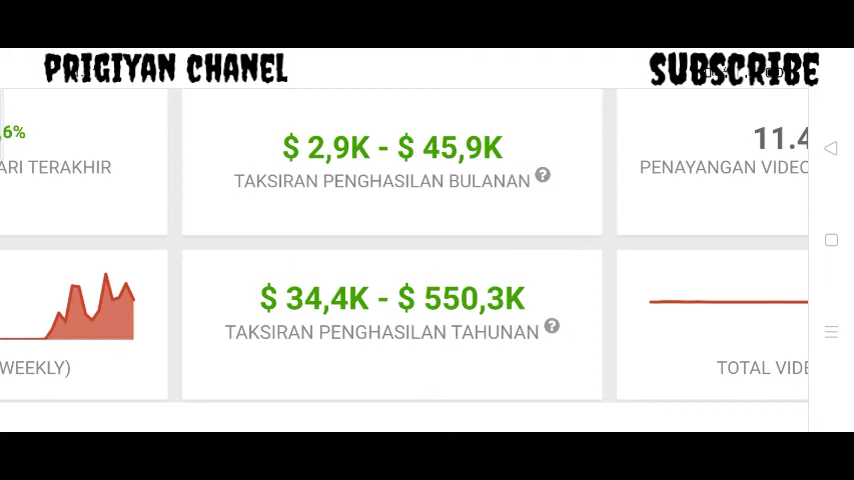 PRIGIYAN CHANEL
SUBSCRIBE
,6%
ARI TERAKHIR
$ 2,9K - $ 45,9K
TAKSIRAN PENGHASILAN BULANAN ?
11.4
PENAYANGAN VIDEO
WEEKLY)
$ 34,4K - $ 550,3K
TAKSIRAN PENGHASILAN TAHUNAN ?
TOTAL VIDE